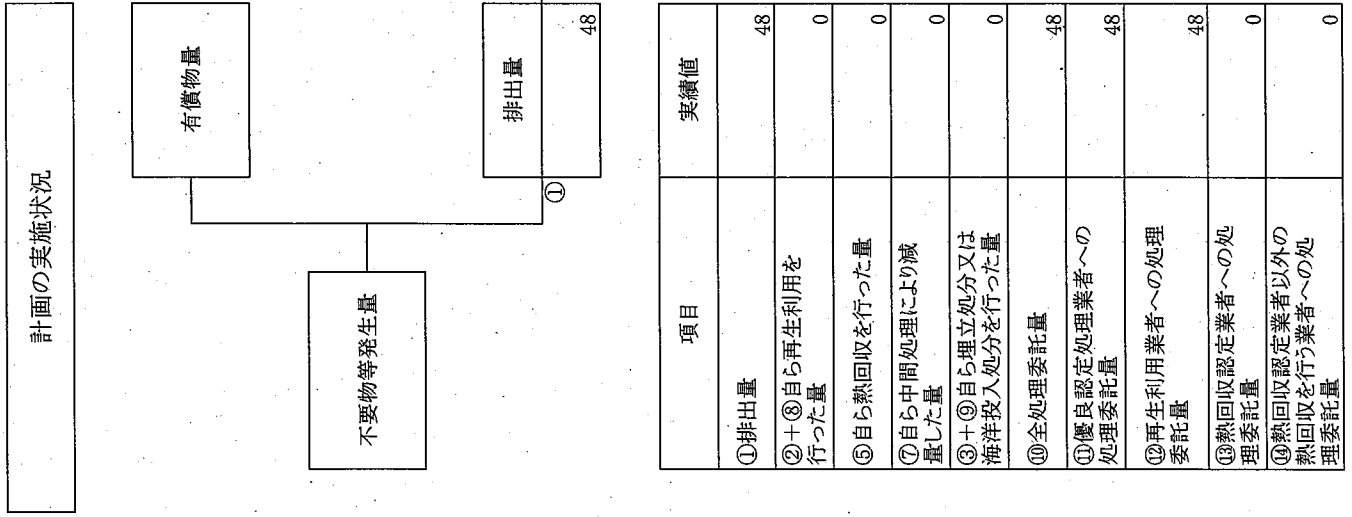 計画の実施状況
有償物量
不要物等発生量
排出量
①
48
項目
実績値
①排出量
48
②+⑧自ら再生利用を
行った量
0
⑤自ら熱回収を行った量
0
⑦自ら中間処理により減
量した量
0
③+⑨自ら埋立処分又は
海洋投入処分を行った量
0
⑩全処理委託量
48
⑪優良認定処理業者への
処理委託量
48
⑫再生利用業者への処理
委託量
48
⑬熱回収認定業者への処
理委託量
0
⑭熱回収認定業者以外の
熱回収を行う業者への処
理委託量
0